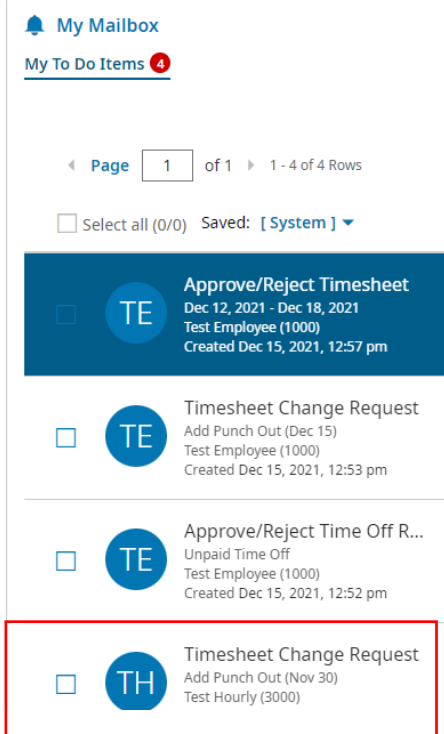 My Mailbox
My To Do Items 4
Page 1 of 1 1 - 4 of 4 Rows
Select all (0/0) Saved: [ System ]
TE
Approve/Reject Timesheet
Dec 12, 2021 - Dec 18, 2021
Test Employee (1000)
Created Dec 15, 2021, 12:57 pm
TE
Timesheet Change Request
Add Punch Out (Dec 15)
Test Employee (1000)
Created Dec 15, 2021, 12:53 pm
TE
Approve/Reject Time Off R...
Unpaid Time Off
Test Employee (1000)
Created Dec 15, 2021, 12:52 pm
TH
Timesheet Change Request
Add Punch Out (Nov 30)
Test Hourly (3000)